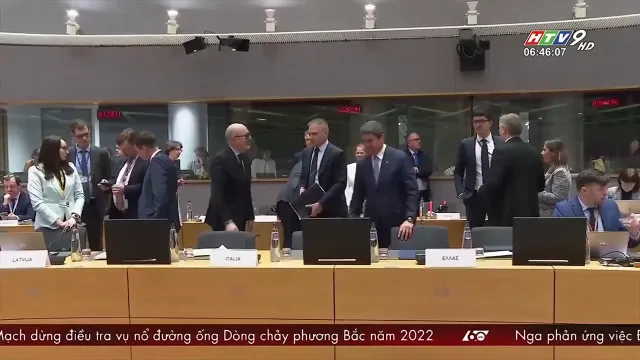 HTV9 HD
06:46:07
LATVIJA
ITALIA
ΕΛΛΑΣ
Mạch dừng điều tra vụ nổ đường ống Dòng chảy phương Bắc năm 2022
Nga phản ứng việc